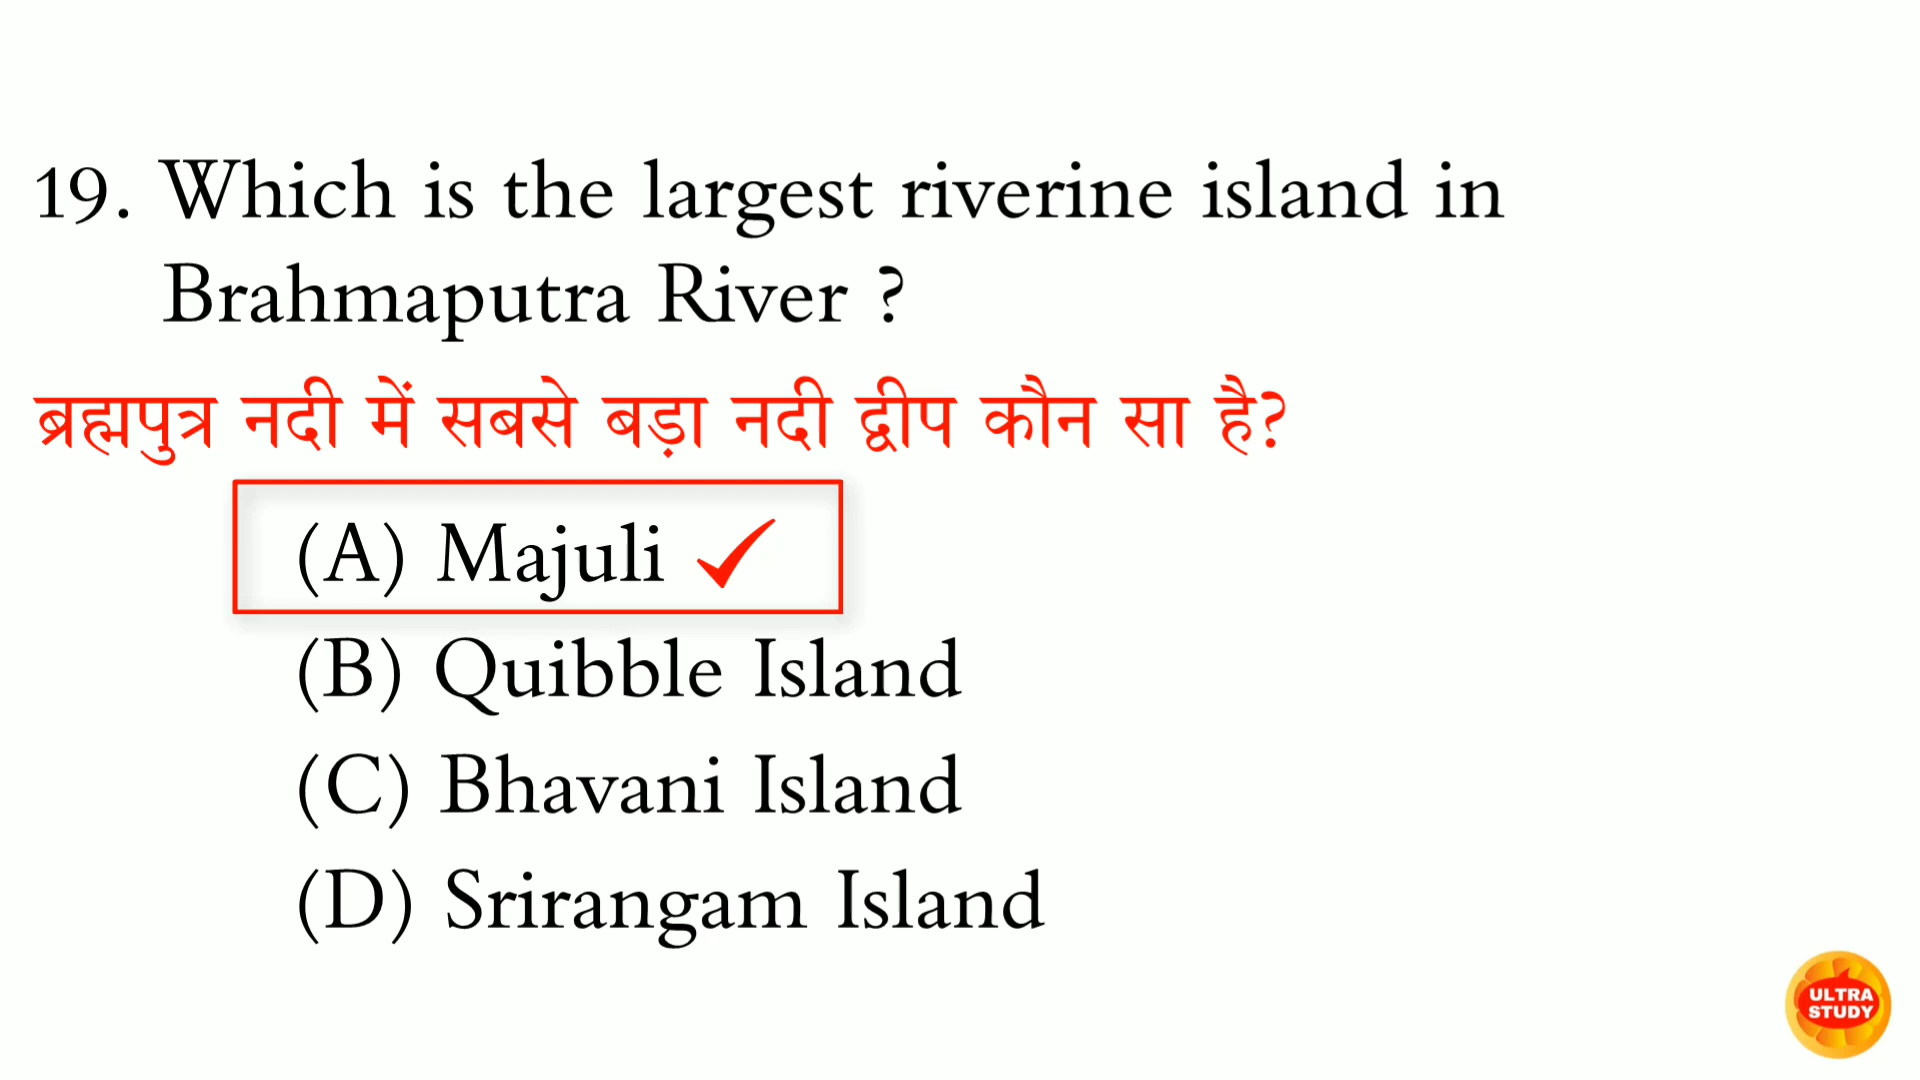 19. Which is the largest riverine island in
Brahmaputra River ?
ब्रह्मपुत्र नदी में सबसे बड़ा नदी द्वीप कौन सा है?
(A) Majuli ✓
(B) Quibble Island
(C) Bhavani Island
(D) Srirangam Island
ULTRA
STUDY